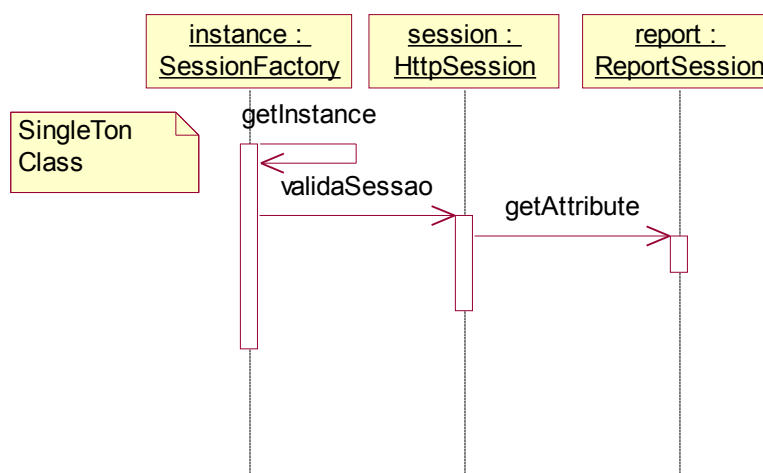 instance :
SessionFactory
session :
HttpSession
report :
ReportSession
SingleTon
Class
getInstance
validaSessao
getAttribute